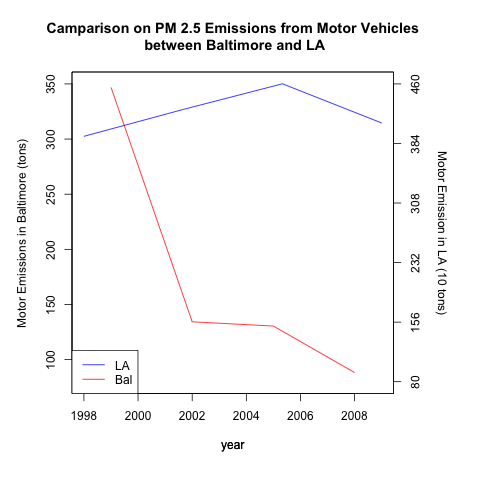 Camparison on PM 2.5 Emissions from Motor Vehicles
between Baltimore and LA
Motor Emissions in Baltimore (tons)
350
300
250
200
150
100
460
384
308
232
156
80
Motor Emission in LA (10 tons)
LA
Bal
1998 2000 2002 2004 2006 2008
year